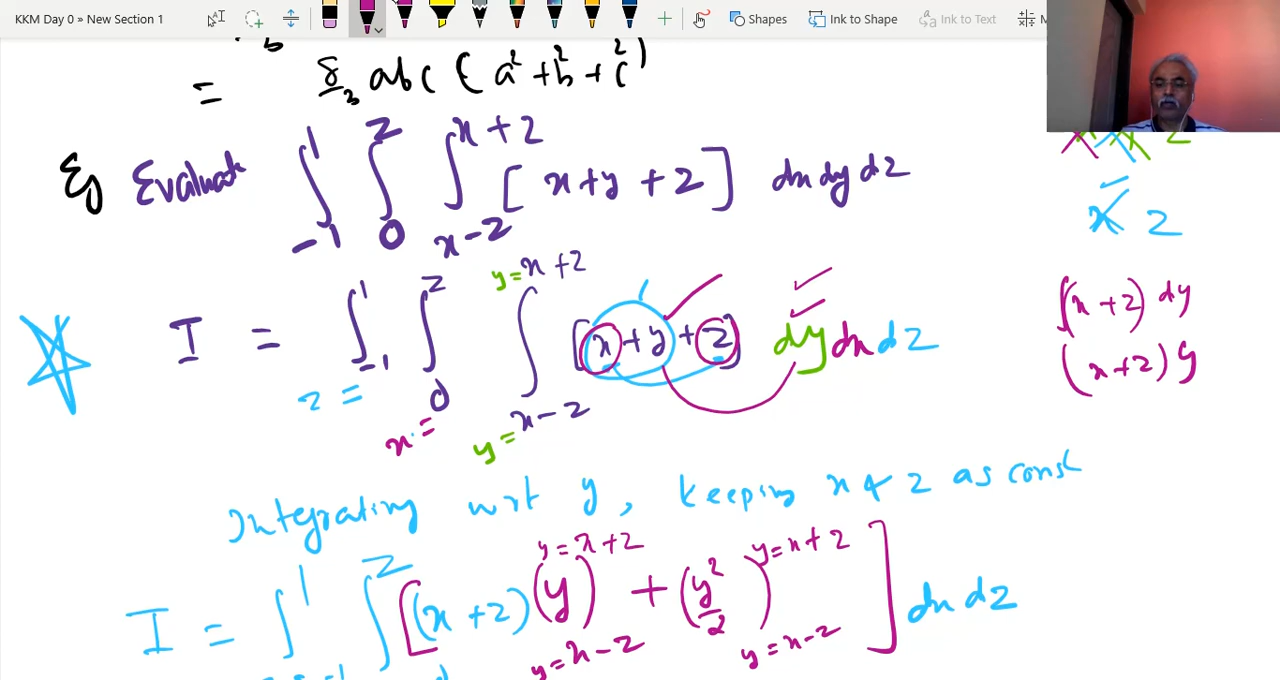 KKM Day 0 » New Section 1
Shapes Ink to Shape Ink to Text M
= 8/3 abc (a² + b² + c²)
Eg Evaluate ∫_{-1}^{1} ∫_{0}^{z} ∫_{x-z}^{x+z} [x+y+z] dx dy dz
x z
I = ∫_{z=-1}^{1} ∫_{x=0}^{z} ∫_{y=x-z}^{y=x+z} [x+y+z] dy dx dz
∫(x+z) dy
(x+z) y
Integrating wrt y, keeping x & z as const
I = ∫_{-1}^{1} ∫^{z} [(x+z)(y)_{y=x-z}^{y=x+z} + (y²/2)_{y=x-z}^{y=x+z}] dx dz